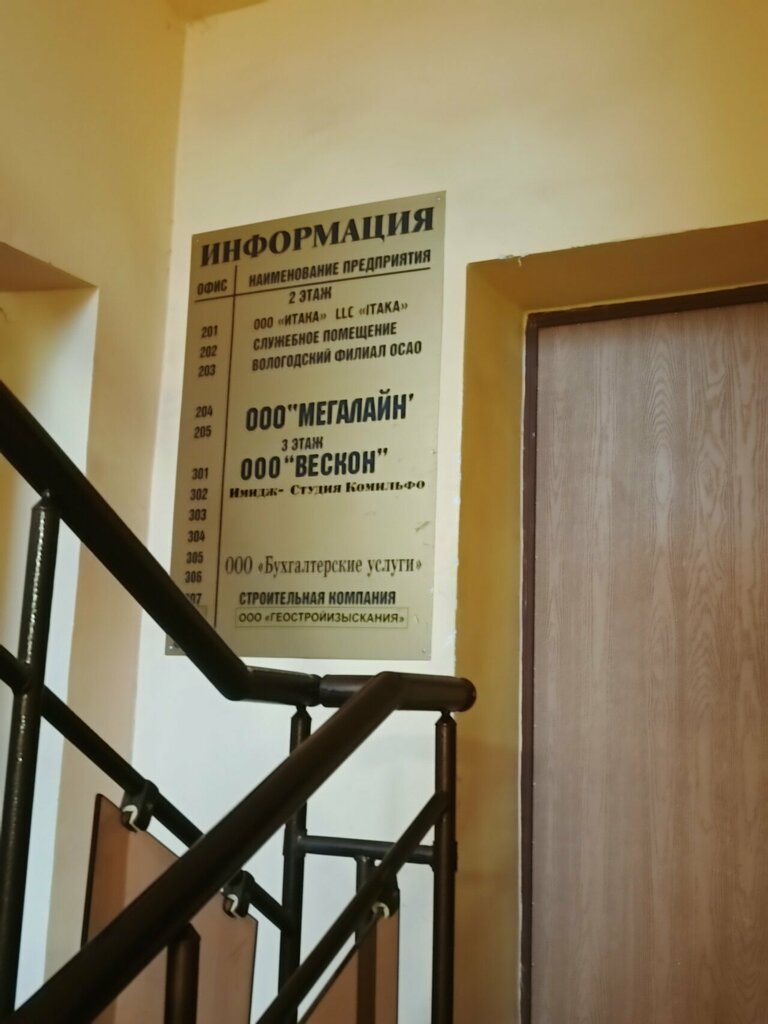 ИНФОРМАЦИЯ
ОФИС НАИМЕНОВАНИЕ ПРЕДПРИЯТИЯ
2 ЭТАЖ
201 ООО «ИТАКА» LLC «ITAKA»
202 СЛУЖЕБНОЕ ПОМЕЩЕНИЕ
203 ВОЛОГОДСКИЙ ФИЛИАЛ ОСАО
204 ООО "МЕГАЛАЙН'
205
3 ЭТАЖ
301 ООО "ВЕСКОН"
302 Имидж- Студия Комильфо
303
304
305 ООО «Бухгалтерские услуги»
306
307 СТРОИТЕЛЬНАЯ КОМПАНИЯ
ООО «ГЕОСТРОЙИЗЫСКАНИЯ»